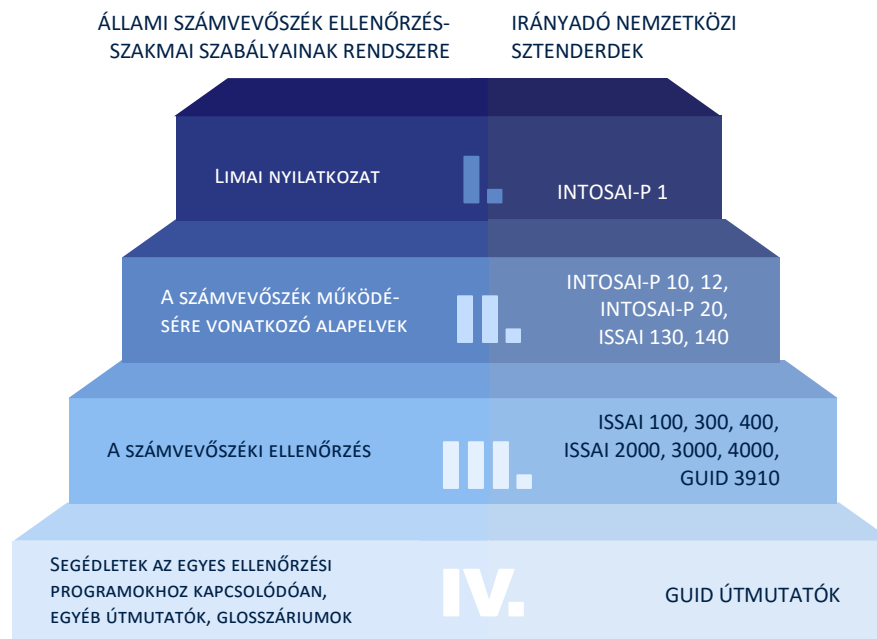 ÁLLAMI SZÁMVEVŐSZÉK ELLENŐRZÉS-
SZAKMAI SZABÁLYAINAK RENDSZERE
IRÁNYADÓ NEMZETKÖZI
SZTENDERDEK
LIMAI NYILATKOZAT
I.
INTOSAI-P 1
A SZÁMVEVŐSZÉK MŰKÖDÉ-
SÉRE VONATKOZÓ ALAPELVEK
II.
INTOSAI-P 10, 12,
INTOSAI-P 20,
ISSAI 130, 140
A SZÁMVEVŐSZÉKI ELLENŐRZÉS
III.
ISSAI 100, 300, 400,
ISSAI 2000, 3000, 4000,
GUID 3910
SEGÉDLETEK AZ EGYES ELLENŐRZÉSI
PROGRAMOKHOZ KAPCSOLÓDÓAN,
EGYÉB ÚTMUTATÓK, GLOSSZÁRIUMOK
IV.
GUID ÚTMUTATÓK